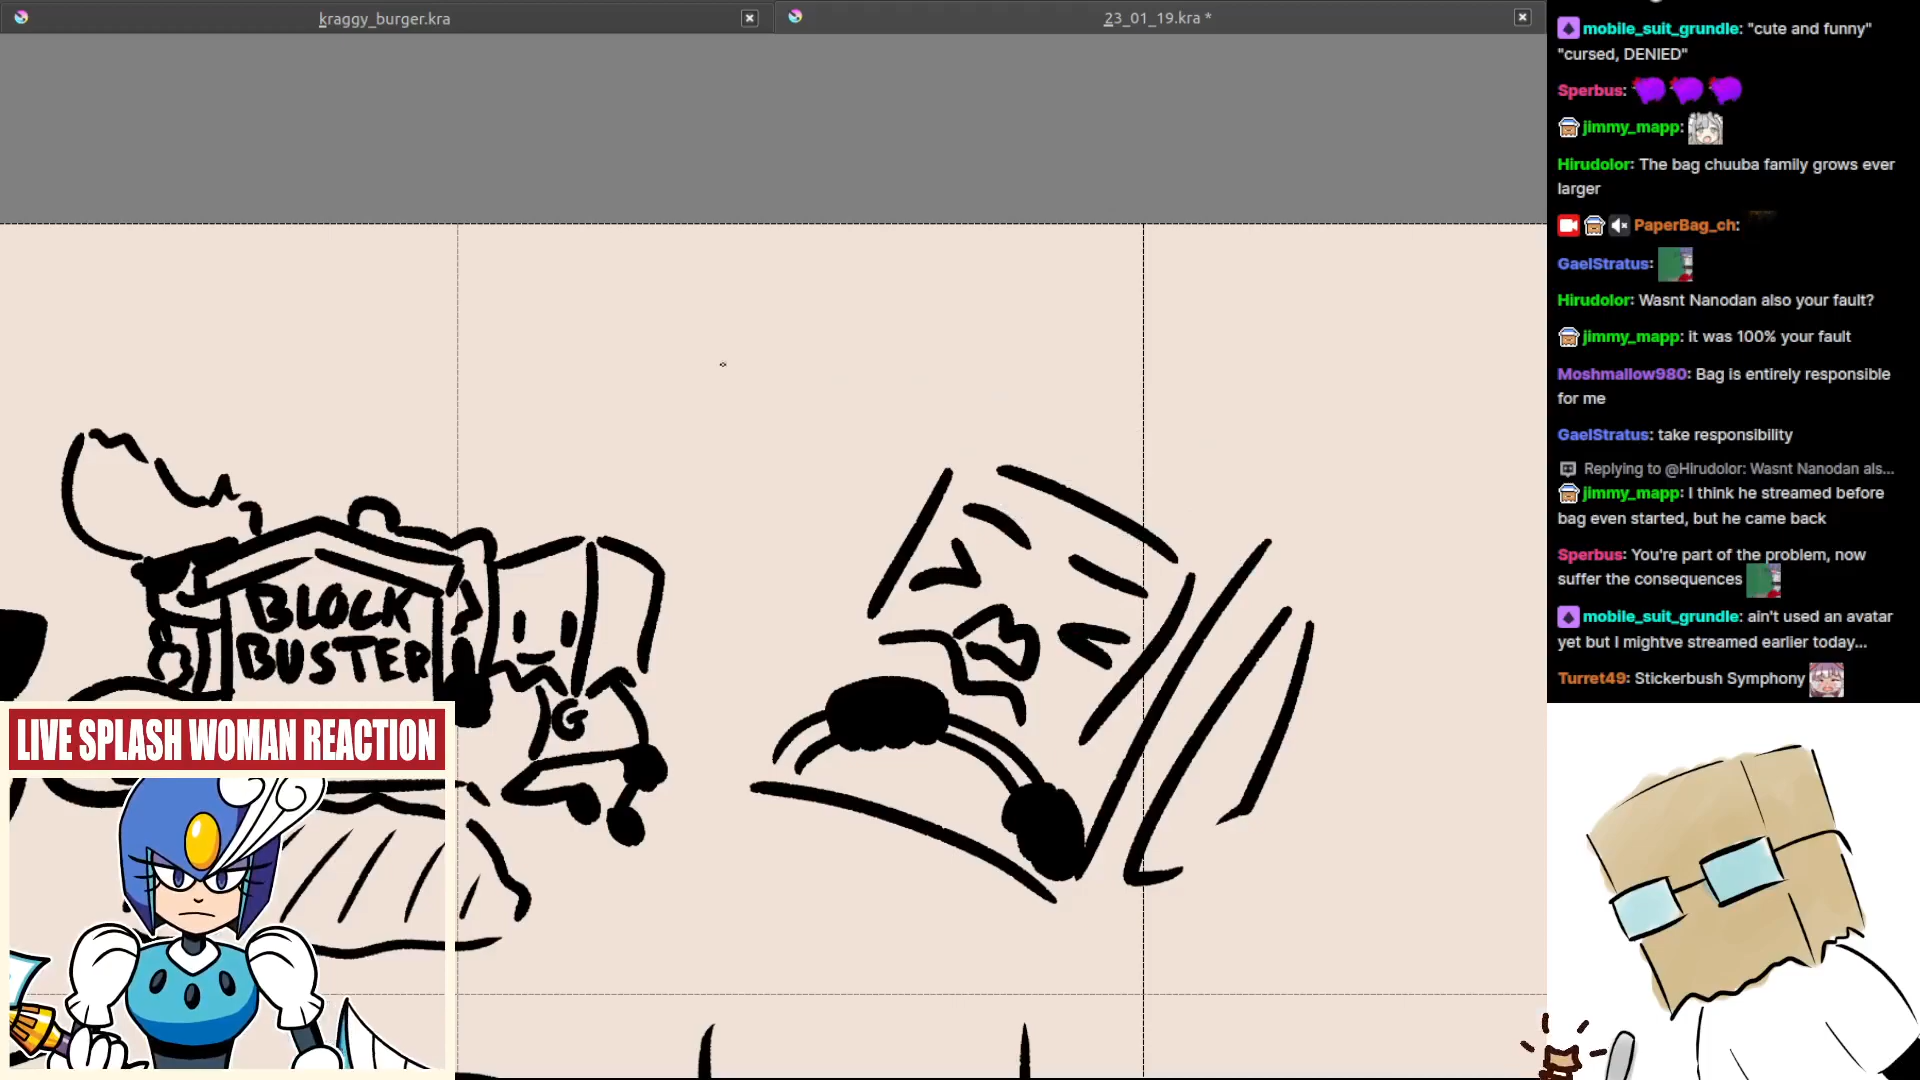 kraggy_burger.kra
23_01_19.kra *
BLOCK
BUSTER
G
LIVE SPLASH WOMAN REACTION
mobile_suit_grundle: "cute and funny"
"cursed, DENIED"
Sperbus:
jimmy_mapp:
Hirudolor: The bag chuuba family grows ever
larger
PaperBag_ch:
GaelStratus:
Hirudolor: Wasnt Nanodan also your fault?
jimmy_mapp: it was 100% your fault
Moshmallow980: Bag is entirely responsible
for me
GaelStratus: take responsibility
Replying to @Hirudolor: Wasnt Nanodan als...
jimmy_mapp: I think he streamed before
bag even started, but he came back
Sperbus: You're part of the problem, now
suffer the consequences
mobile_suit_grundle: ain't used an avatar
yet but I mightve streamed earlier today...
Turret49: Stickerbush Symphony